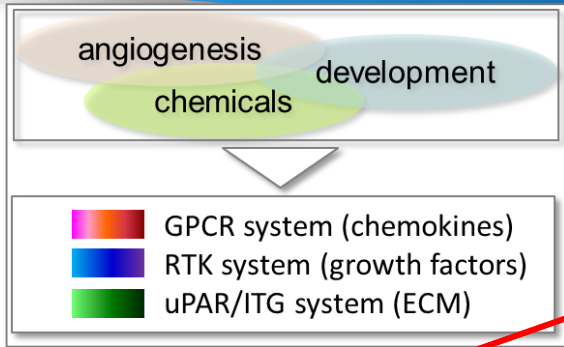 angiogenesis
development
chemicals
GPCR system (chemokines)
RTK system (growth factors)
uPAR/ITG system (ECM)